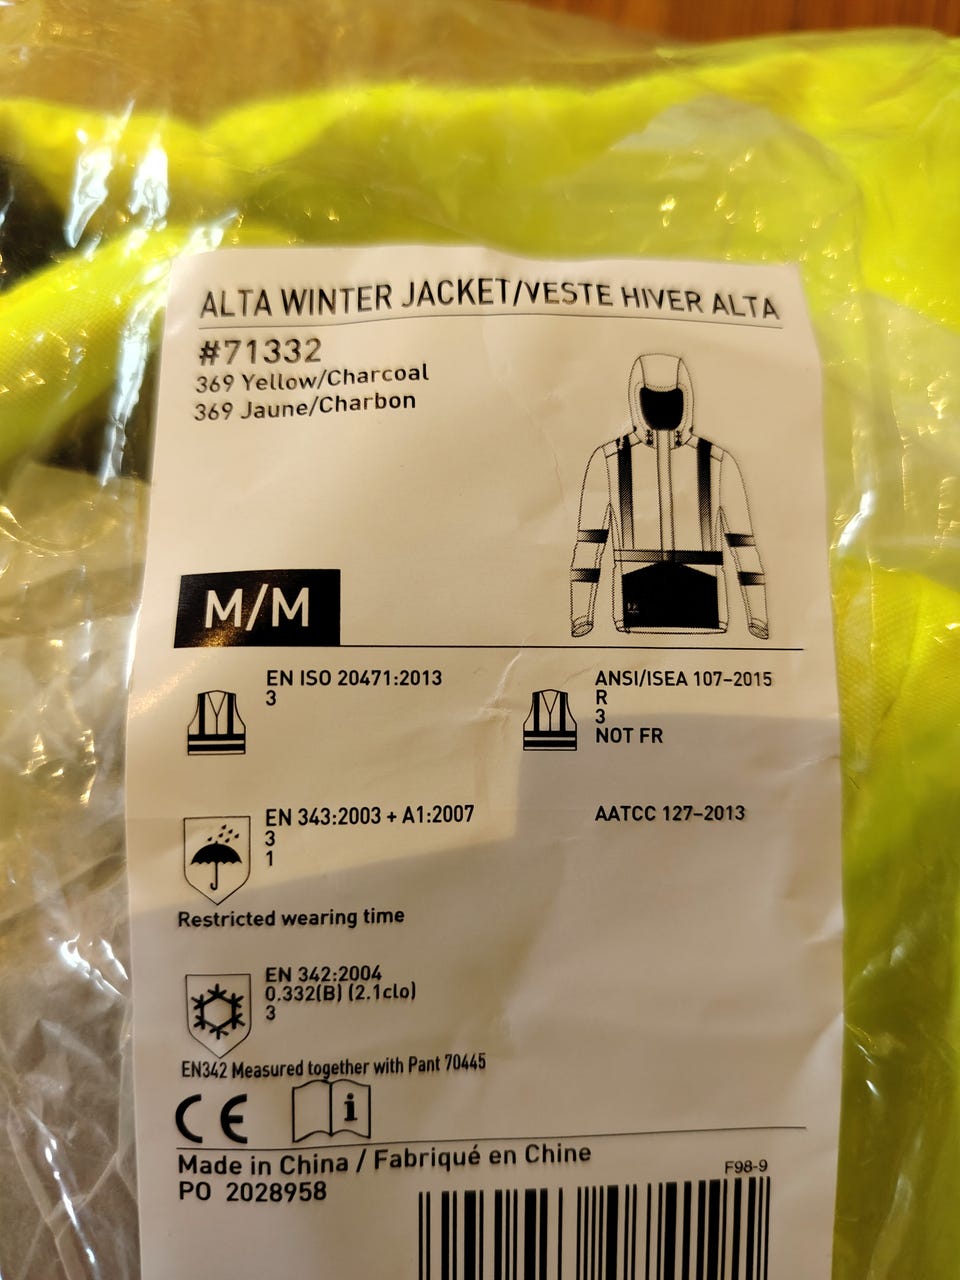 ALTA WINTER JACKET/VESTE HIVER ALTA
#71332
369 Yellow/Charcoal
369 Jaune/Charbon
M/M
EN ISO 20471:2013
3
ANSI/ISEA 107-2015
R
3
NOT FR
EN 343:2003 + A1:2007
3
1
AATCC 127-2013
Restricted wearing time
EN 342:2004
0.332(B) (2.1clo)
3
EN342 Measured together with Pant 70445
CE
i
Made in China / Fabriqué en Chine
PO 2028958
F98-9